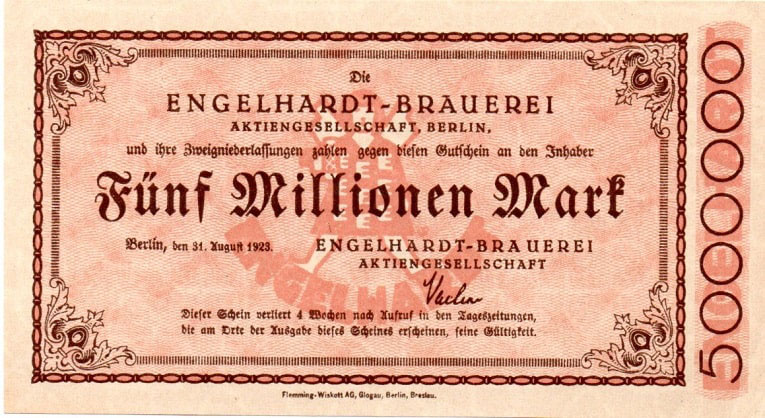 Die
ENGELHARDT-BRAUEREI
AKTIENGESELLSCHAFT, BERLIN,
und ihre Zweigniederlassungen zahlen gegen diesen Gutschein an den Inhaber
Fünf Millionen Mark
Berlin, den 31. August 1923.
ENGELHARDT-BRAUEREI
AKTIENGESELLSCHAFT
ENGELHARDT
Dieser Schein verliert 4 Wochen nach Aufruf in den Tageszeitungen,
die am Orte der Ausgabe dieses Scheines erscheinen, seine Gültigkeit.
5000000
Flemming-Wiskott AG, Glogau, Berlin, Breslau.